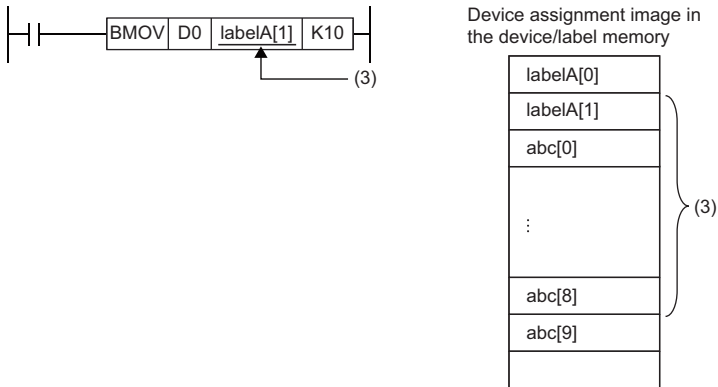 BMOV D0 labelA[1] K10
(3)
Device assignment image in
the device/label memory
labelA[0]
labelA[1]
abc[0]
⋮
abc[8]
abc[9]
(3)